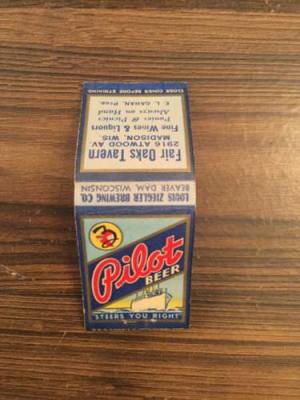 Pilot
BEER
"STEERS YOU RIGHT"
LOUIS ZIEGLER BREWING CO.
BEAVER DAM, WISCONSIN
Fair Oaks Tavern
2916 ATWOOD AV
MADISON, WIS
Fine Wines & Liquors
Ponies & Picnics
Always on Hand
E. L. GAHAN, Prop.
CLOSE COVER BEFORE STRIKING